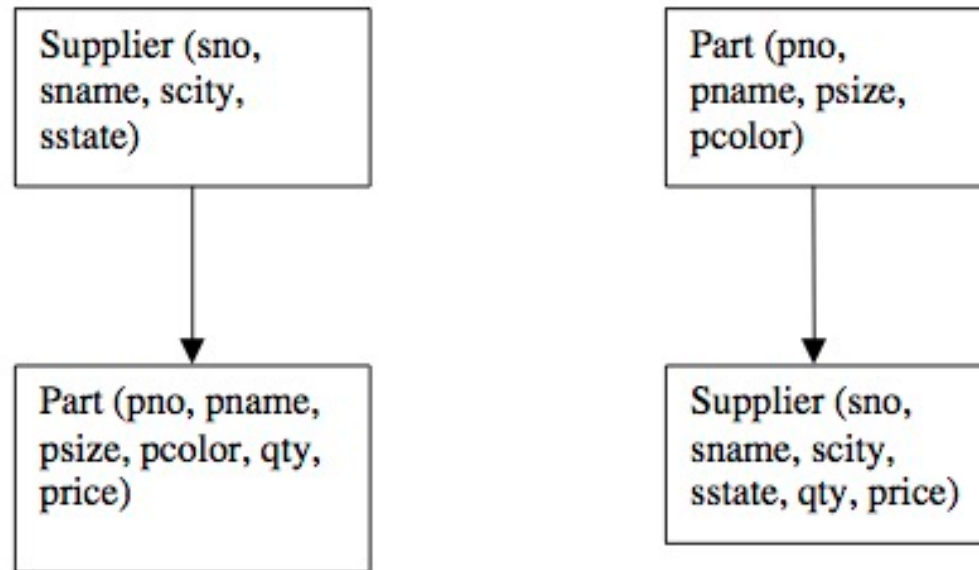 Supplier (sno,
sname, scity,
sstate)
Part (pno,
pname, psize,
pcolor)
Part (pno, pname,
psize, pcolor, qty,
price)
Supplier (sno,
sname, scity,
sstate, qty, price)